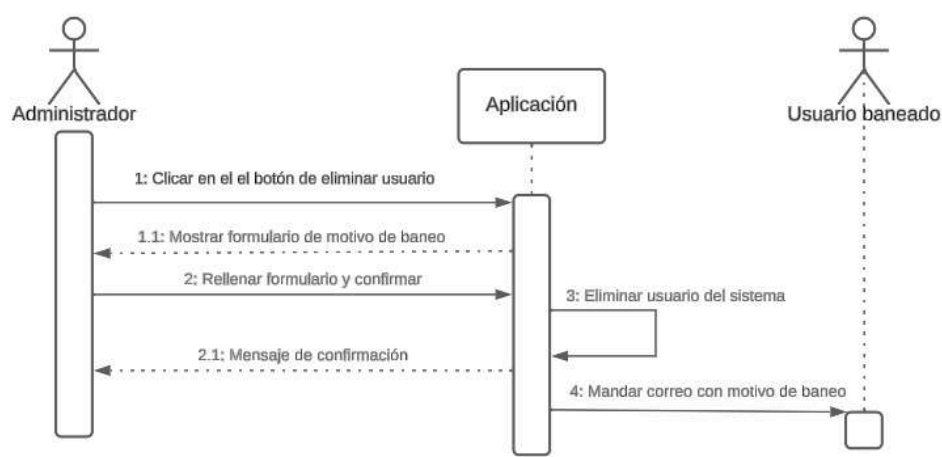 Administrador
Aplicación
Usuario baneado
1: Clicar en el el botón de eliminar usuario
1.1: Mostrar formulario de motivo de baneo
2: Rellenar formulario y confirmar
3: Eliminar usuario del sistema
2.1: Mensaje de confirmación
4: Mandar correo con motivo de baneo